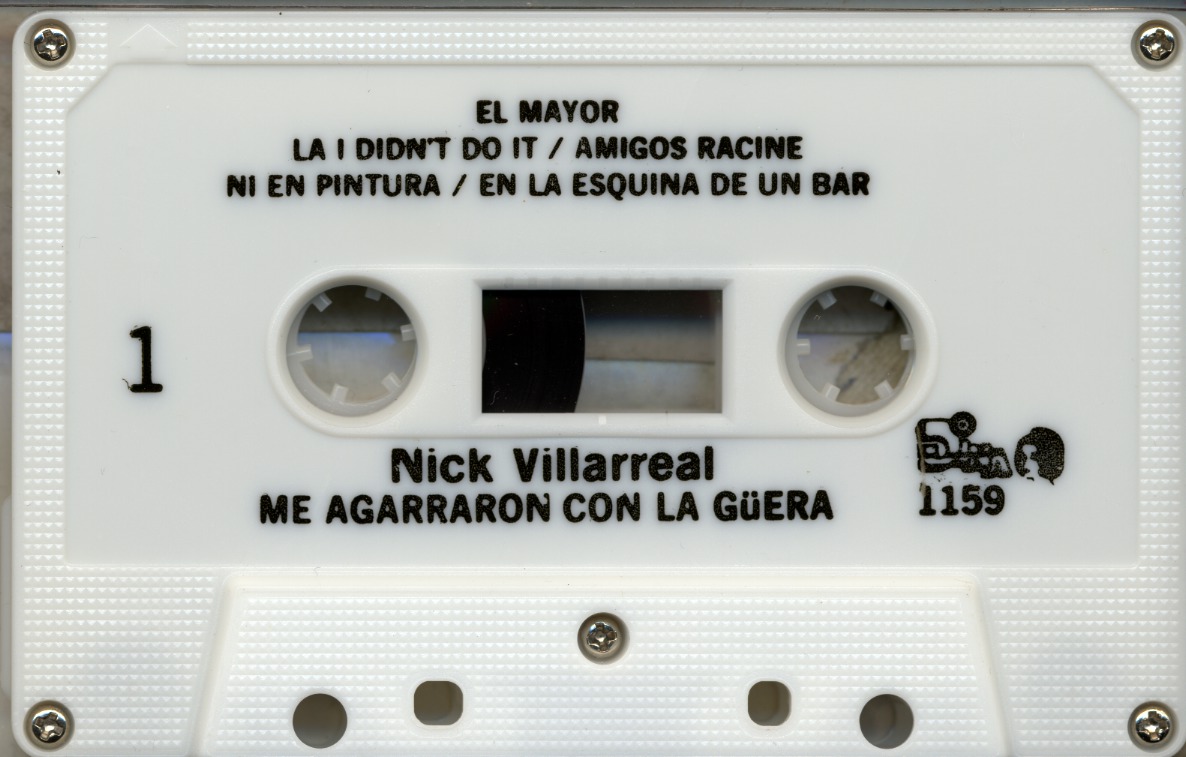 EL MAYOR
LA I DIDN'T DO IT / AMIGOS RACINE
NI EN PINTURA / EN LA ESQUINA DE UN BAR
1
Nick Villarreal
ME AGARRARON CON LA GüERA
1159